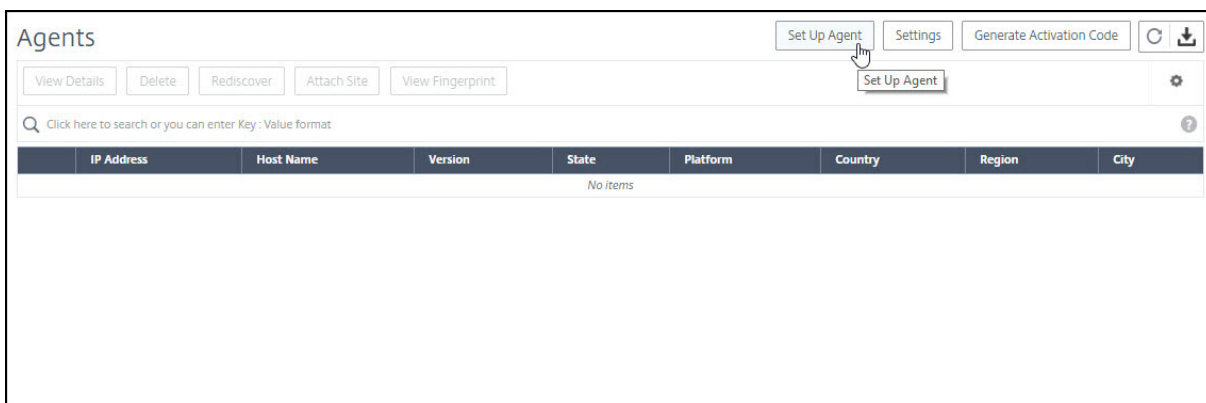 Agents
Set Up Agent Settings Generate Activation Code
View Details Delete Rediscover Attach Site View Fingerprint
Set Up Agent
Click here to search or you can enter Key : Value format
?
IP Address Host Name Version State Platform Country Region City
No items